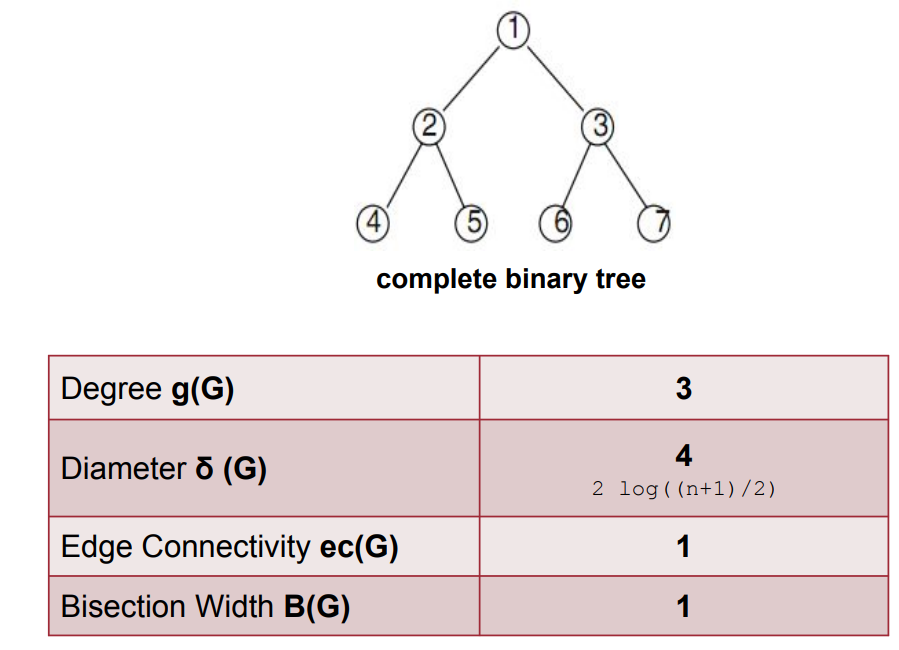 1
2 3
4 5 6 7
complete binary tree
Degree g(G) 3
Diameter δ (G) 4
2 log((n+1)/2)
Edge Connectivity ec(G) 1
Bisection Width B(G) 1